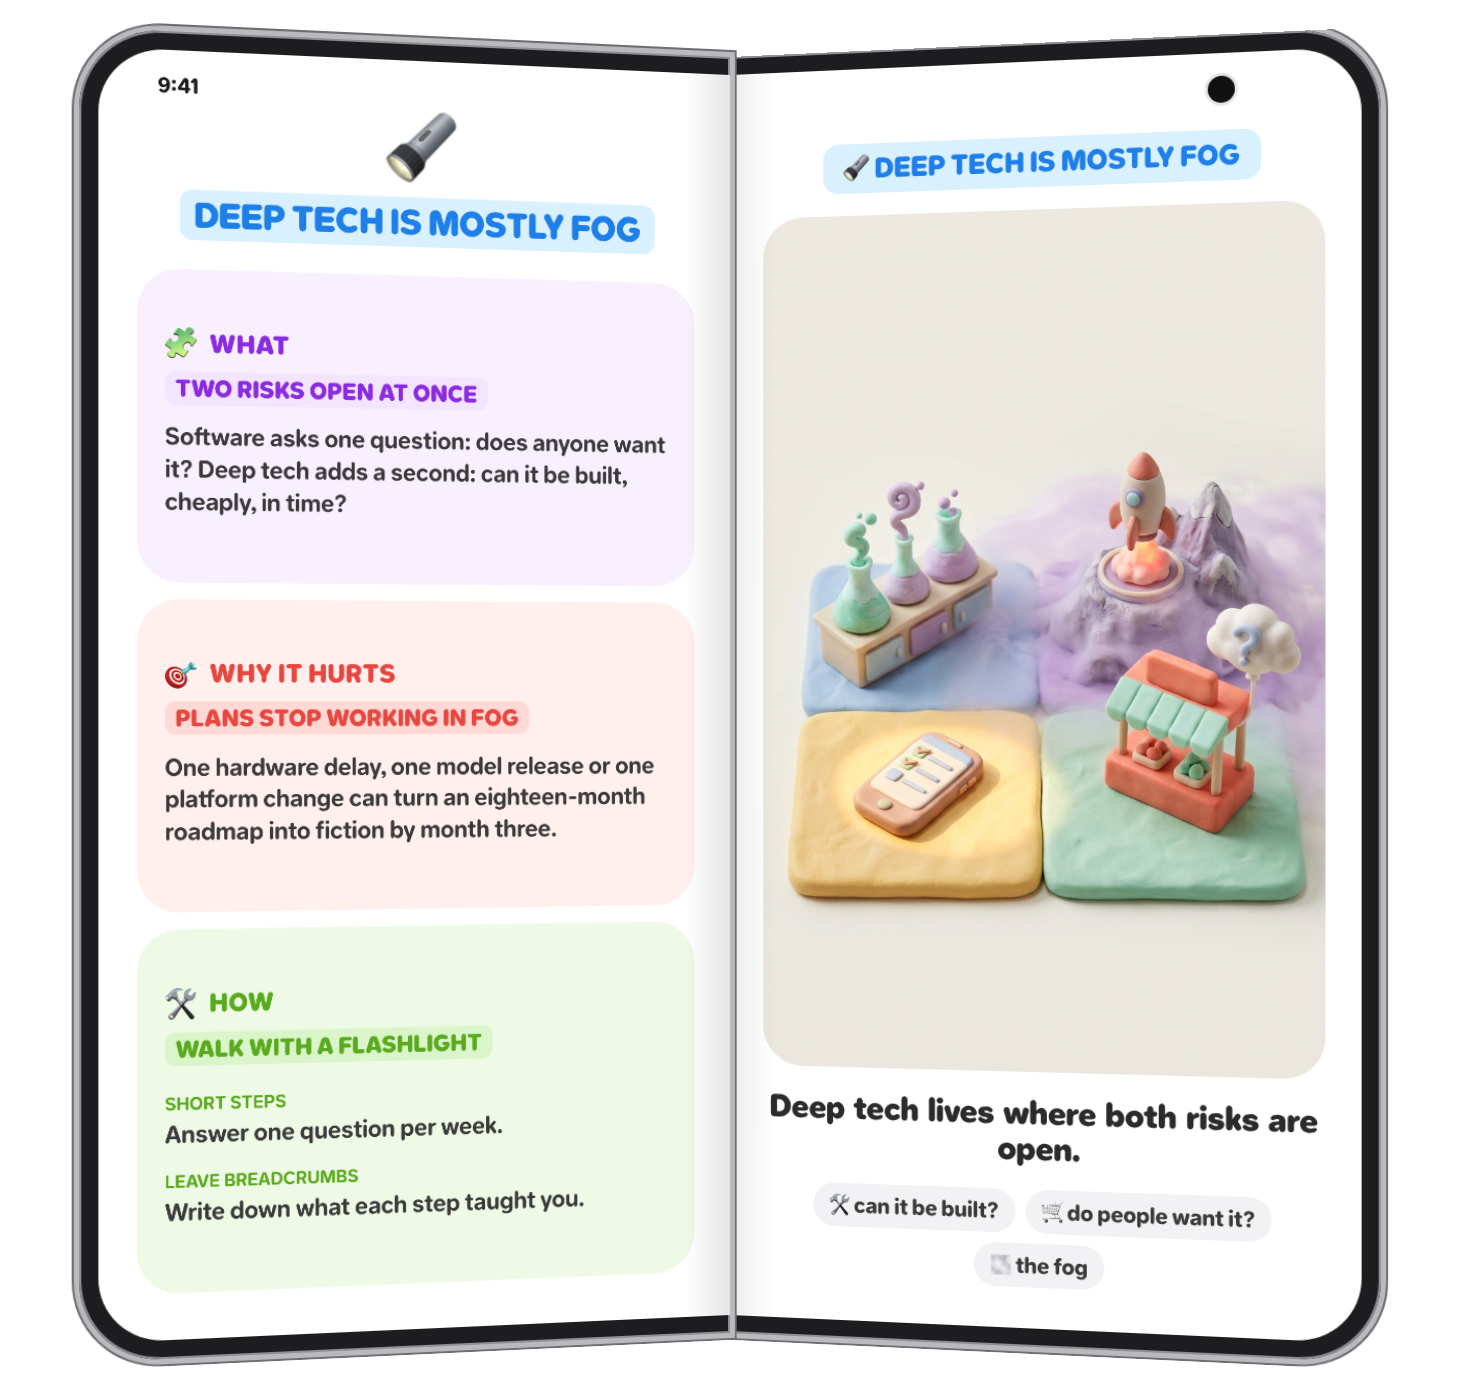 9:41
DEEP TECH IS MOSTLY FOG
WHAT
TWO RISKS OPEN AT ONCE
Software asks one question: does anyone want
it? Deep tech adds a second: can it be built,
cheaply, in time?
WHY IT HURTS
PLANS STOP WORKING IN FOG
One hardware delay, one model release or one
platform change can turn an eighteen-month
roadmap into fiction by month three.
HOW
WALK WITH A FLASHLIGHT
SHORT STEPS
Answer one question per week.
LEAVE BREADCRUMBS
Write down what each step taught you.
DEEP TECH IS MOSTLY FOG
?
Deep tech lives where both risks are
open.
can it be built?
do people want it?
the fog